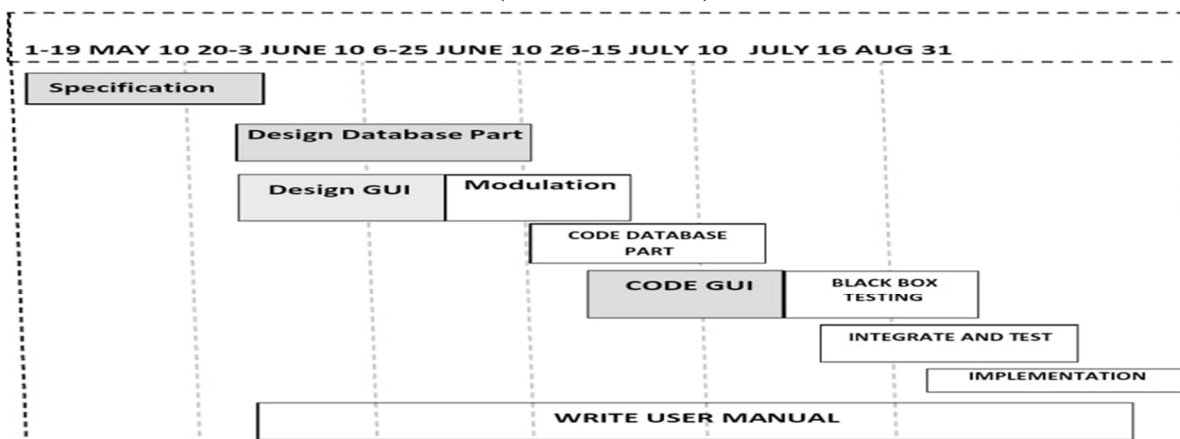 1-19 MAY 10 20-3 JUNE 10 6-25 JUNE 10 26-15 JULY 10 JULY 16 AUG 31
Specification
Design Database Part
Design GUI
Modulation
CODE DATABASE
PART
CODE GUI
BLACK BOX
TESTING
INTEGRATE AND TEST
IMPLEMENTATION
WRITE USER MANUAL